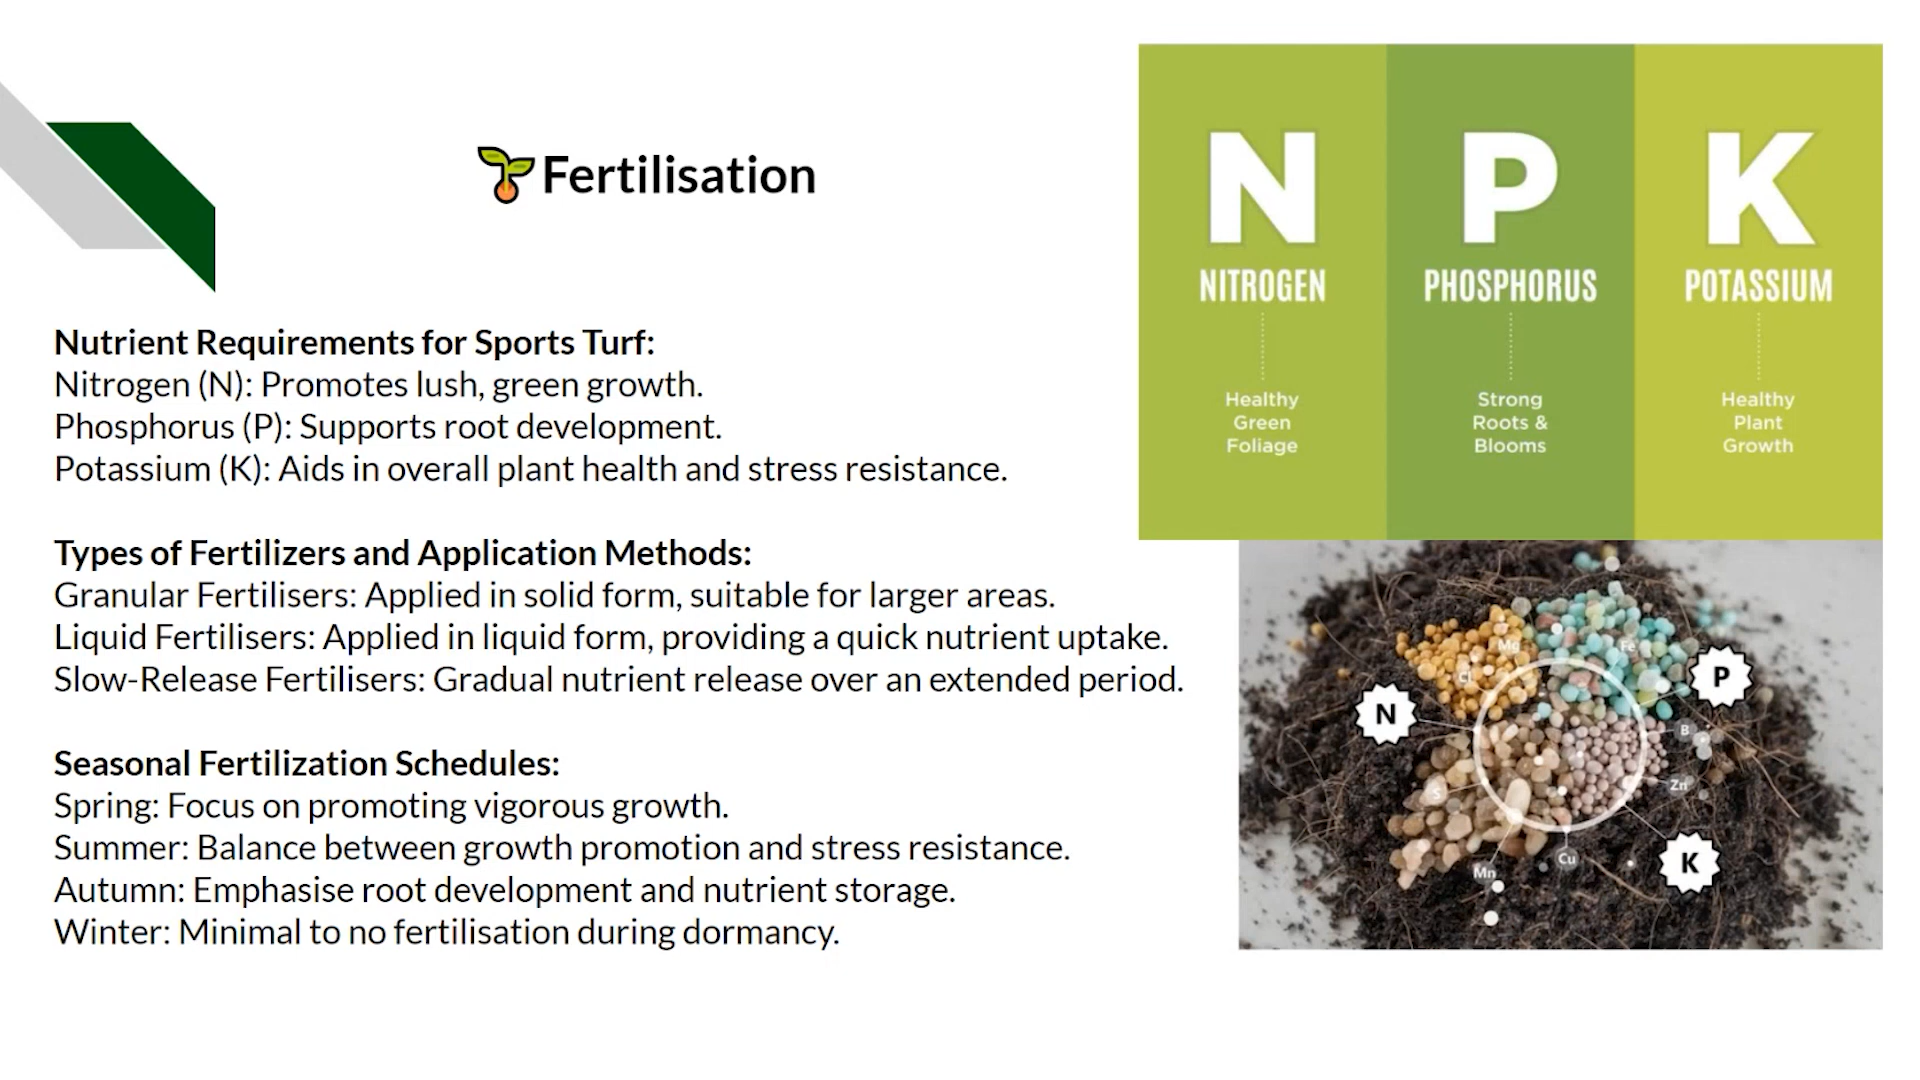 Fertilisation
Nutrient Requirements for Sports Turf:
Nitrogen (N): Promotes lush, green growth.
Phosphorus (P): Supports root development.
Potassium (K): Aids in overall plant health and stress resistance.
Types of Fertilizers and Application Methods:
Granular Fertilisers: Applied in solid form, suitable for larger areas.
Liquid Fertilisers: Applied in liquid form, providing a quick nutrient uptake.
Slow-Release Fertilisers: Gradual nutrient release over an extended period.
Seasonal Fertilization Schedules:
Spring: Focus on promoting vigorous growth.
Summer: Balance between growth promotion and stress resistance.
Autumn: Emphasise root development and nutrient storage.
Winter: Minimal to no fertilisation during dormancy.
N
NITROGEN
Healthy
Green
Foliage
P
PHOSPHORUS
Strong
Roots &
Blooms
K
POTASSIUM
Healthy
Plant
Growth
Mg
Fe
Cl
P
N
B
Zn
S
Cu
K
Mn